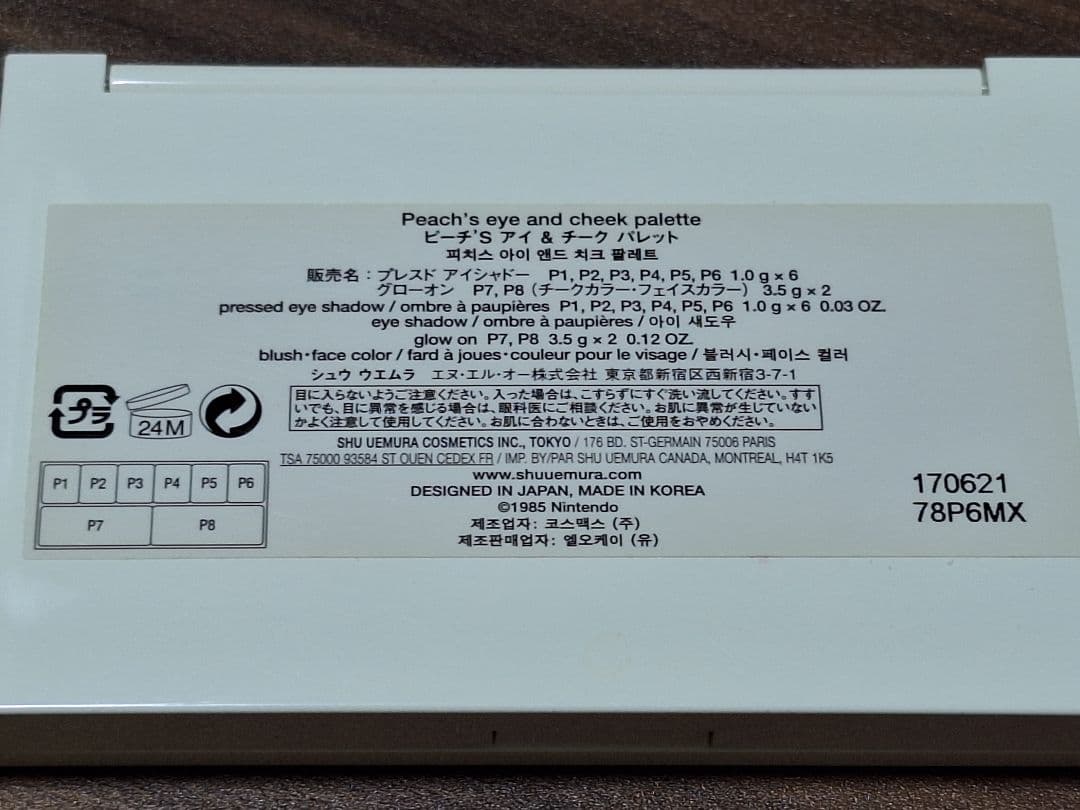 Peach's eye and cheek palette
ピーチ'S アイ & チーク パレット
피치스 아이 앤드 치크 팔레트
販売名：プレスド アイシャドー P1, P2, P3, P4, P5, P6 1.0 g × 6
グローオン P7, P8（チークカラー・フェイスカラー）3.5 g × 2
pressed eye shadow / ombre à paupières P1, P2, P3, P4, P5, P6 1.0 g × 6 0.03 OZ.
eye shadow / ombre à paupières / 아이 섀도우
glow on P7, P8 3.5 g × 2 0.12 OZ.
blush・face color / fard à joues・couleur pour le visage / 블러시・페이스 컬러
シュウ ウエムラ エヌ・エル・オー株式会社 東京都新宿区西新宿3-7-1
目に入らないようご注意ください。入った場合は、こすらずにすぐ洗い流してください。すす
いでも、目に異常を感じる場合は、眼科医にご相談ください。お肌に異常が生じていない
かよく注意して使用してください。お肌に合わないときは、ご使用をおやめください。
プラ
24M
SHU UEMURA COSMETICS INC., TOKYO / 176 BD. ST-GERMAIN 75006 PARIS
TSA 75000 93584 ST OUEN CEDEX FR / IMP. BY/PAR SHU UEMURA CANADA, MONTREAL, H4T 1K5
www.shuuemura.com
DESIGNED IN JAPAN, MADE IN KOREA
©1985 Nintendo
제조업자: 코스맥스 (주)
제조판매업자: 엘오케이 (유)
P1 P2 P3 P4 P5 P6
P7 P8
170621
78P6MX